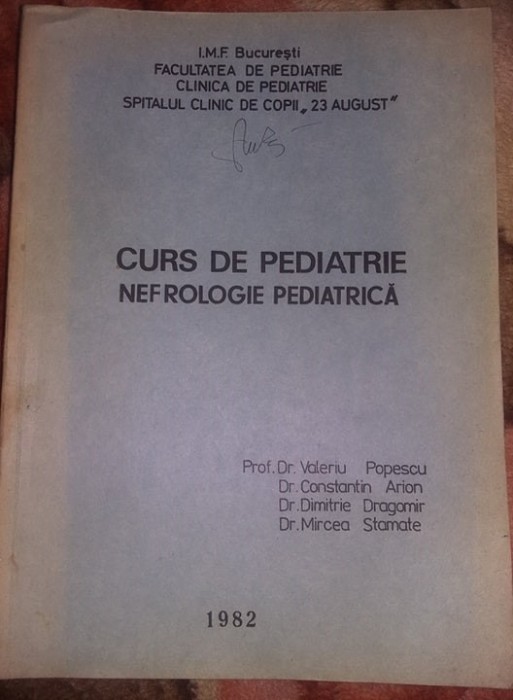 I.M.F. București
FACULTATEA DE PEDIATRIE
CLINICA DE PEDIATRIE
SPITALUL CLINIC DE COPII „ 23 AUGUST ”
CURS DE PEDIATRIE
NEFROLOGIE PEDIATRICĂ
Prof. Dr. Valeriu Popescu
Dr. Constantin Arion
Dr. Dimitrie Dragomir
Dr. Mircea Stamate
1982